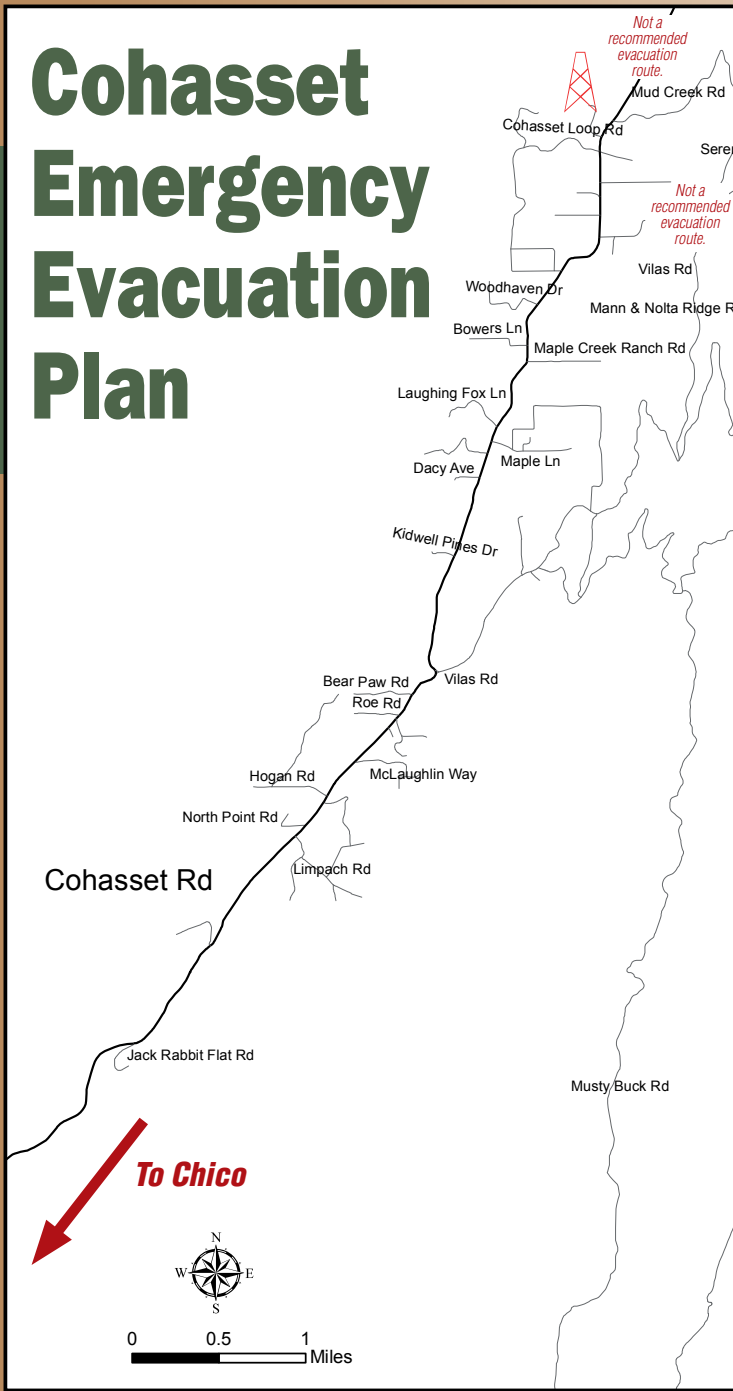 Cohasset
Emergency
Evacuation
Plan
Not a
recommended
evacuation
route.
Mud Creek Rd
Cohasset Loop Rd
Seren
Not a
recommended
evacuation
route.
Vilas Rd
Woodhaven Dr
Mann & Nolta Ridge R
Bowers Ln
Maple Creek Ranch Rd
Laughing Fox Ln
Maple Ln
Dacy Ave
Kidwell Pines Dr
Bear Paw Rd
Vilas Rd
Roe Rd
Hogan Rd
McLaughlin Way
North Point Rd
Limpach Rd
Cohasset Rd
Jack Rabbit Flat Rd
Musty Buck Rd
To Chico
N
W E
S
0 0.5 1
Miles